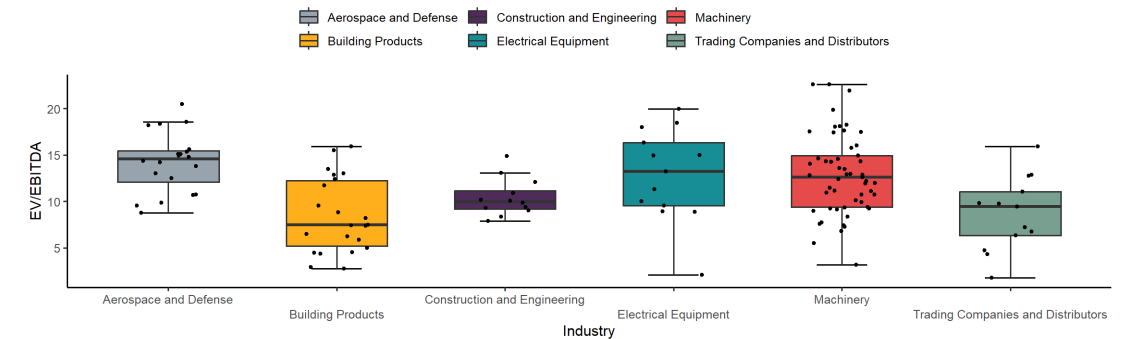 Aerospace and Defense Construction and Engineering Machinery
Building Products Electrical Equipment Trading Companies and Distributors
EV/EBITDA
20
15
10
5
Aerospace and Defense Construction and Engineering Machinery
Building Products Electrical Equipment Trading Companies and Distributors
Industry